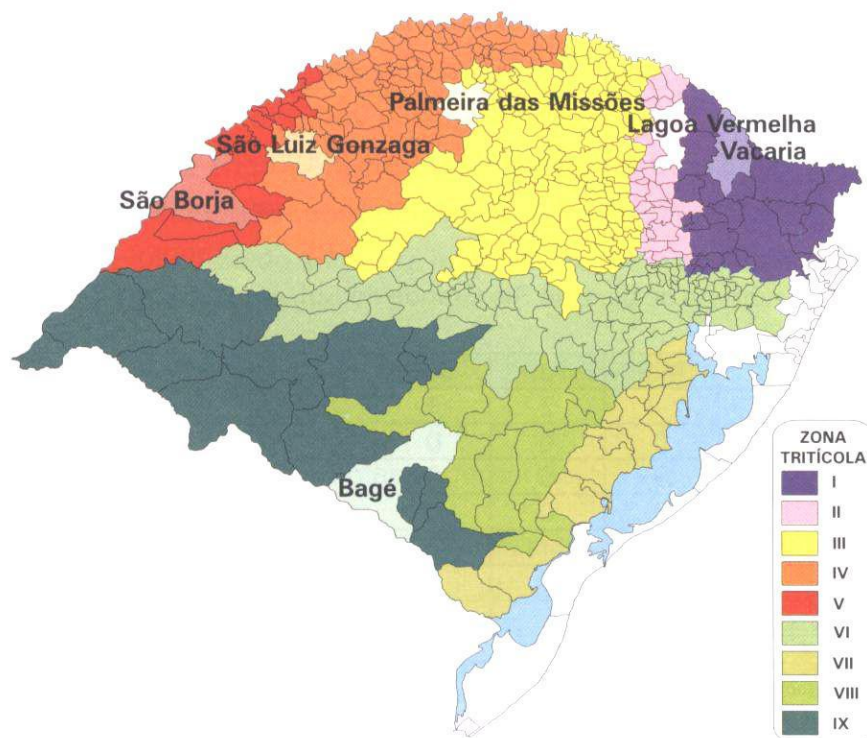 Palmeira das Missões
Lagoa Vermelha
Vacaria
São Luiz Gonzaga
São Borja
Bagé
ZONA
TRITÍCOLA
I
II
III
IV
V
VI
VII
VIII
IX